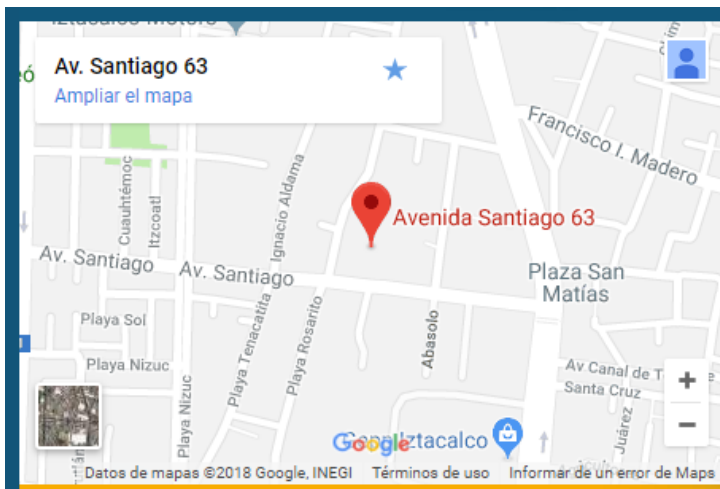 Av. Santiago 63
Ampliar el mapa
Francisco I. Madero
Ignacio Aldama
Cuauhtémoc
Itzcoatl
Avenida Santiago 63
Av. Santiago
Av. Santiago
Plaza San
Matías
Playa Sol
Playa Tenacatita
Playa Rosarito
Abasolo
Playa Nizuc
Playa Nizuc
Av Canal de
Santa Cruz
Juárez
+
−
Google
Iztacalco
Datos de mapas ©2018 Google, INEGI Términos de uso Informar de un error de Maps